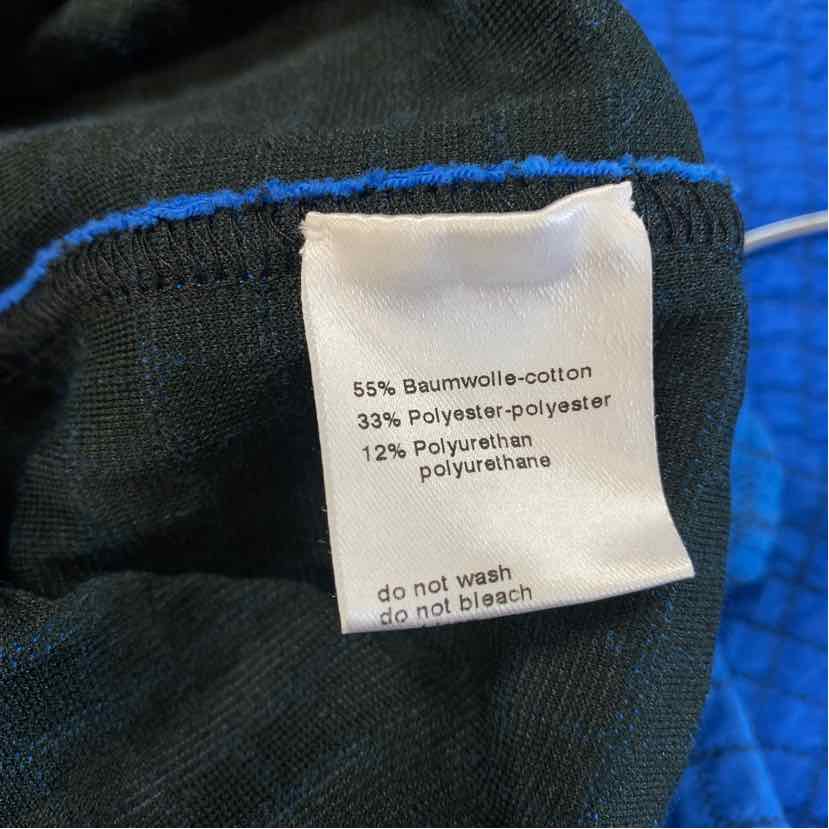 55% Baumwolle-cotton
33% Polyester-polyester
12% Polyurethan
polyurethane
do not wash
do not bleach